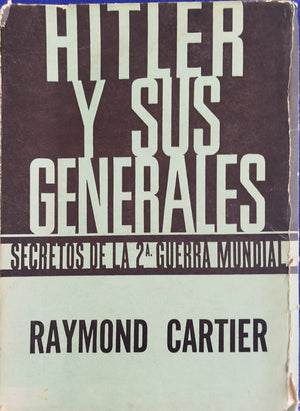 HITLER
Y SUS
GENERALES
SECRETOS DE LA 2A. GUERRA MUNDIAL
RAYMOND CARTIER